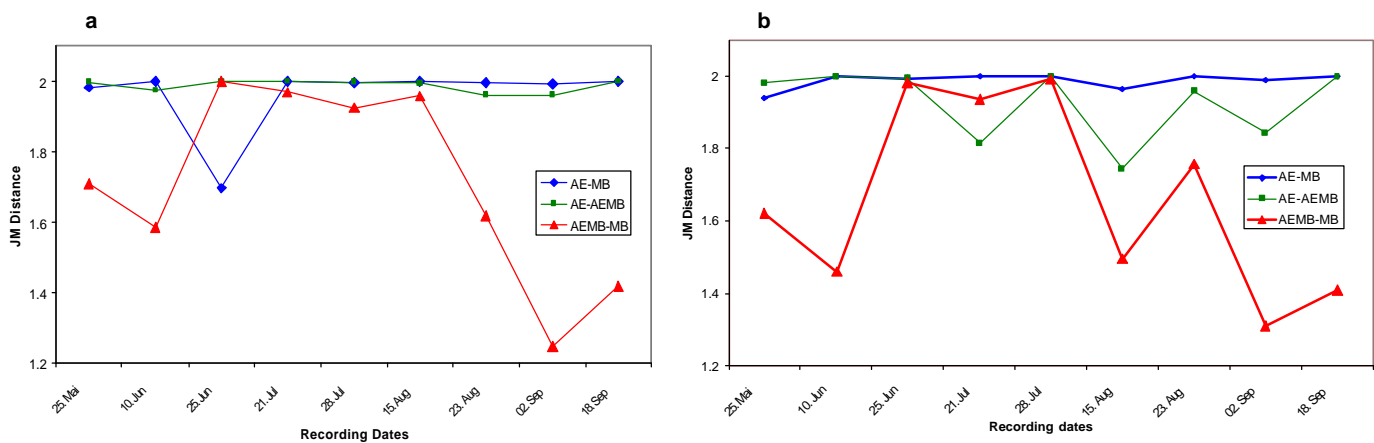 a
JM Distance
2
1.8
1.6
1.4
1.2
AE-MB
AE-AEMB
AEMB-MB
25. Mai
10. Jun
25. Jun
21. Jul
28. Jul
15. Aug
23. Aug
02. Sep
18. Sep
Recording Dates
b
JM Distance
2
1.8
1.6
1.4
1.2
AE-MB
AE-AEMB
AEMB-MB
25. Mai
10. Jun
25. Jun
21. Jul
28. Jul
15. Aug
23. Aug
02. Sep
18. Sep
Recording dates